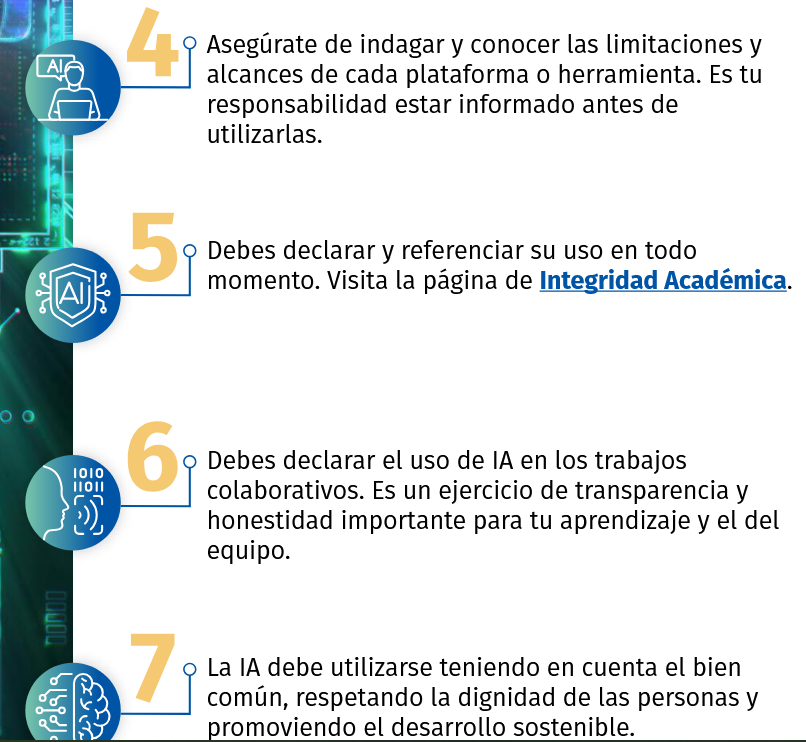 4
Asegúrate de indagar y conocer las limitaciones y
alcances de cada plataforma o herramienta. Es tu
responsabilidad estar informado antes de
utilizarlas.
AI
5
Debes declarar y referenciar su uso en todo
momento. Visita la página de Integridad Académica.
AI
6
Debes declarar el uso de IA en los trabajos
colaborativos. Es un ejercicio de transparencia y
honestidad importante para tu aprendizaje y el del
equipo.
1010
11011
7
La IA debe utilizarse teniendo en cuenta el bien
común, respetando la dignidad de las personas y
promoviendo el desarrollo sostenible.